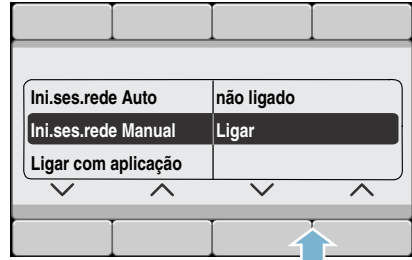 Ini.ses.rede Auto não ligado
Ini.ses.rede Manual Ligar
Ligar com aplicação